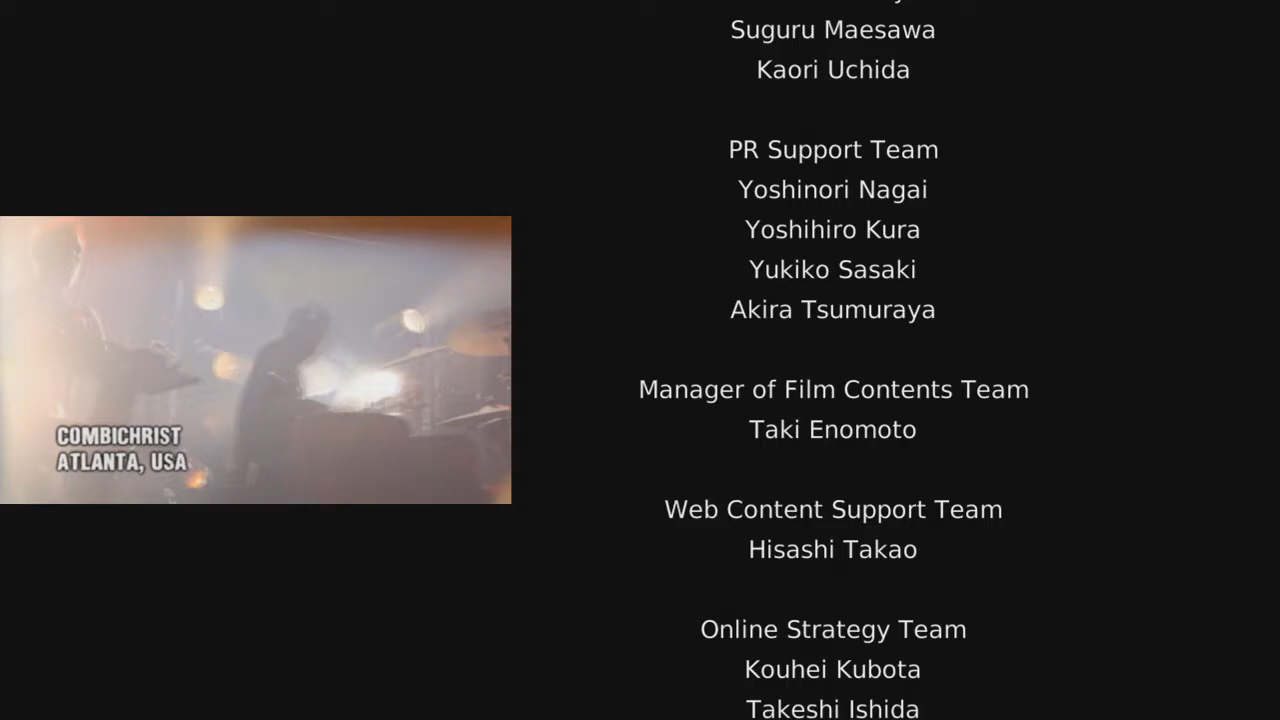 Suguru Maesawa
Kaori Uchida
PR Support Team
Yoshinori Nagai
Yoshihiro Kura
Yukiko Sasaki
Akira Tsumuraya
Manager of Film Contents Team
Taki Enomoto
Web Content Support Team
Hisashi Takao
Online Strategy Team
Kouhei Kubota
Takeshi Ishida
COMBICHRIST
ATLANTA, USA